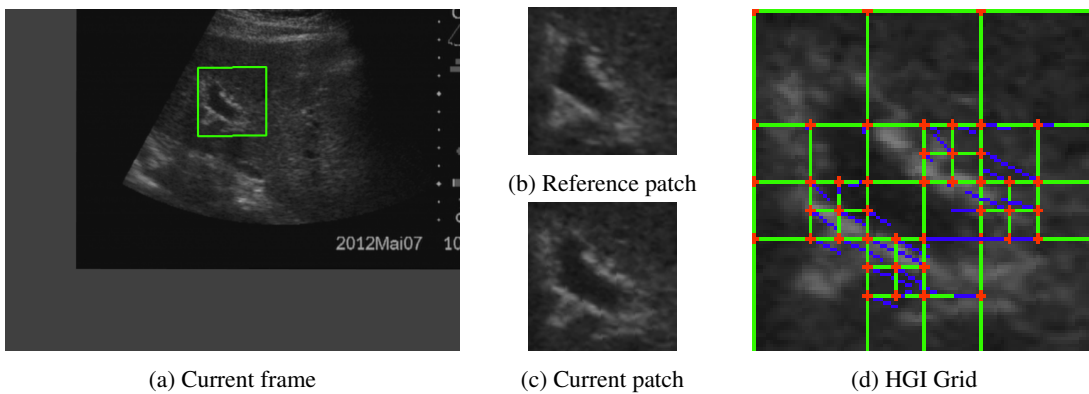 2012Mai07 10
(b) Reference patch
(a) Current frame
(c) Current patch
(d) HGI Grid